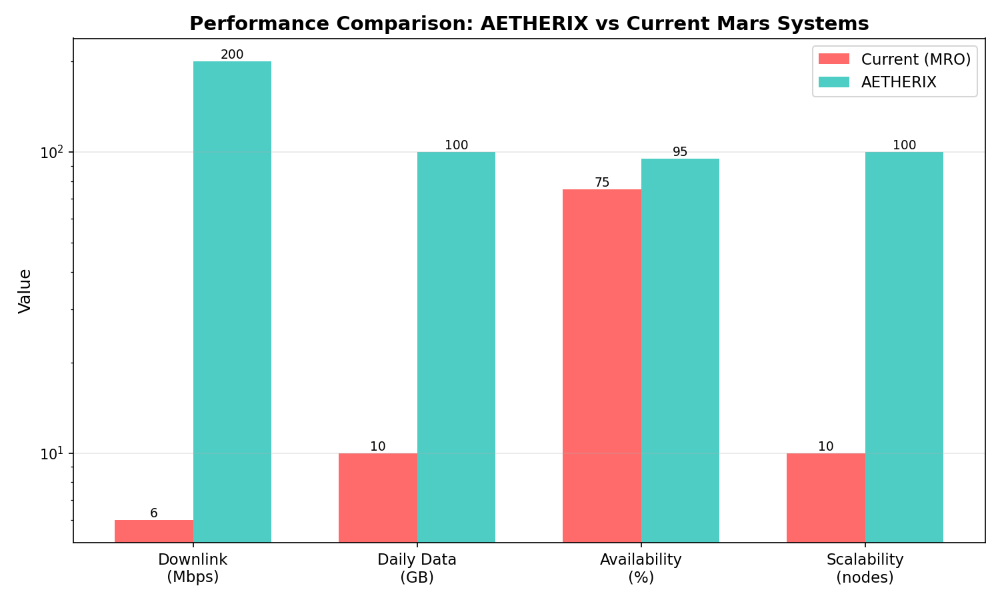 Performance Comparison: AETHERIX vs Current Mars Systems
Current (MRO)
AETHERIX
Value
10²
10¹
6
200
10
100
75
95
10
100
Downlink
(Mbps)
Daily Data
(GB)
Availability
(%)
Scalability
(nodes)